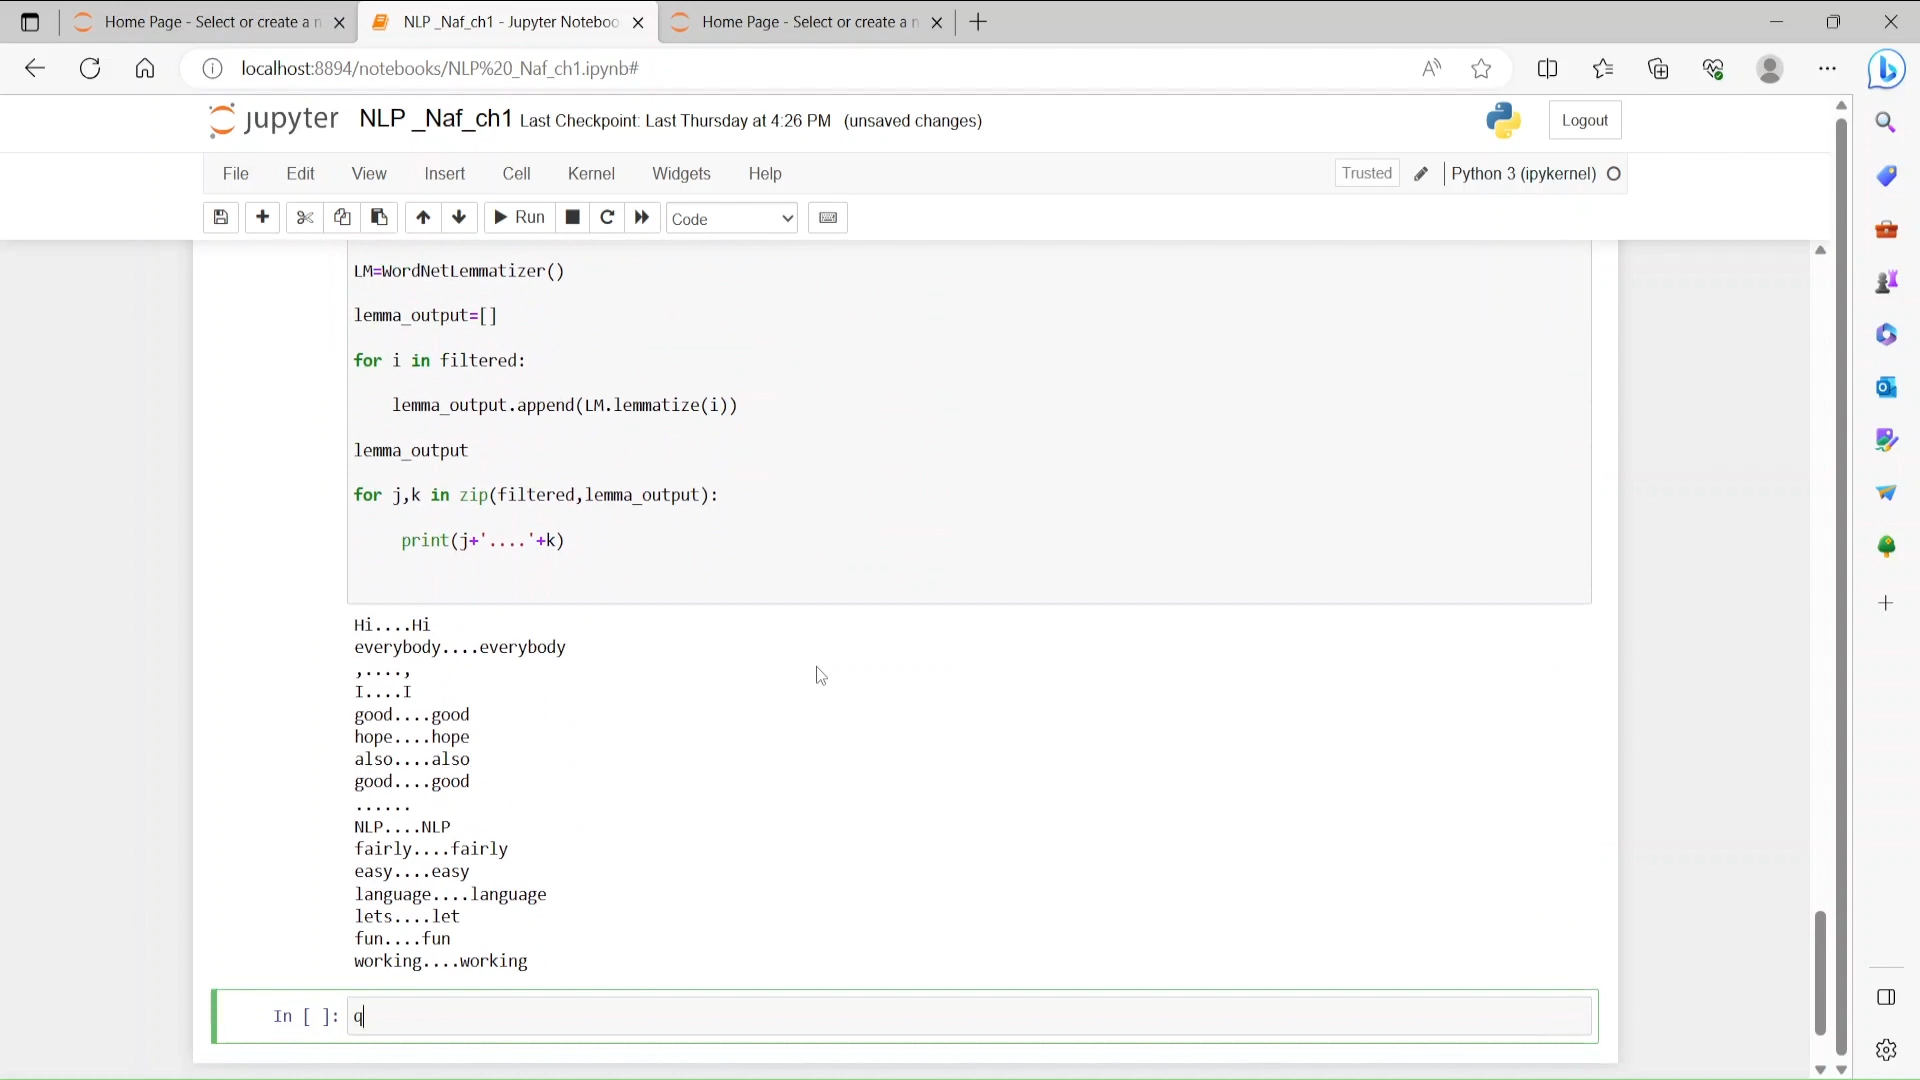 Home Page - Select or create a n
NLP _Naf_ch1 - Jupyter Noteboo
Home Page - Select or create a n
localhost:8894/notebooks/NLP%20_Naf_ch1.ipynb#
jupyter NLP _Naf_ch1 Last Checkpoint: Last Thursday at 4:26 PM (unsaved changes)
Logout
File Edit View Insert Cell Kernel Widgets Help
Trusted Python 3 (ipykernel)
Run Code
LM=WordNetLemmatizer()
lemma_output=[]
for i in filtered:
lemma_output.append(LM.lemmatize(i))
lemma_output
for j,k in zip(filtered,lemma_output):
print(j+'....'+k)
Hi....Hi
everybody....everybody
,....,
I....I
good....good
hope....hope
also....also
good....good
......
NLP....NLP
fairly....fairly
easy....easy
language....language
lets....let
fun....fun
working....working
In [ ]: q